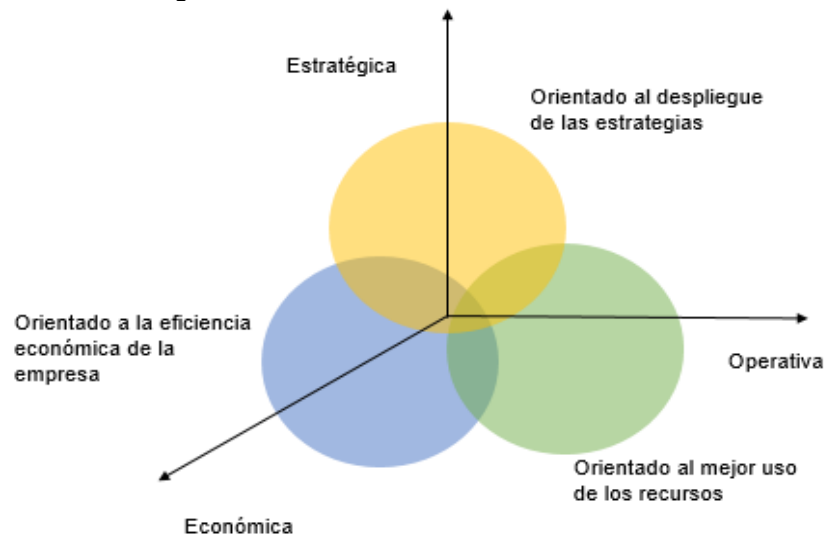 Estratégica
Orientado al despliegue
de las estrategias
Orientado a la eficiencia
económica de la
empresa
Operativa
Orientado al mejor uso
de los recursos
Económica